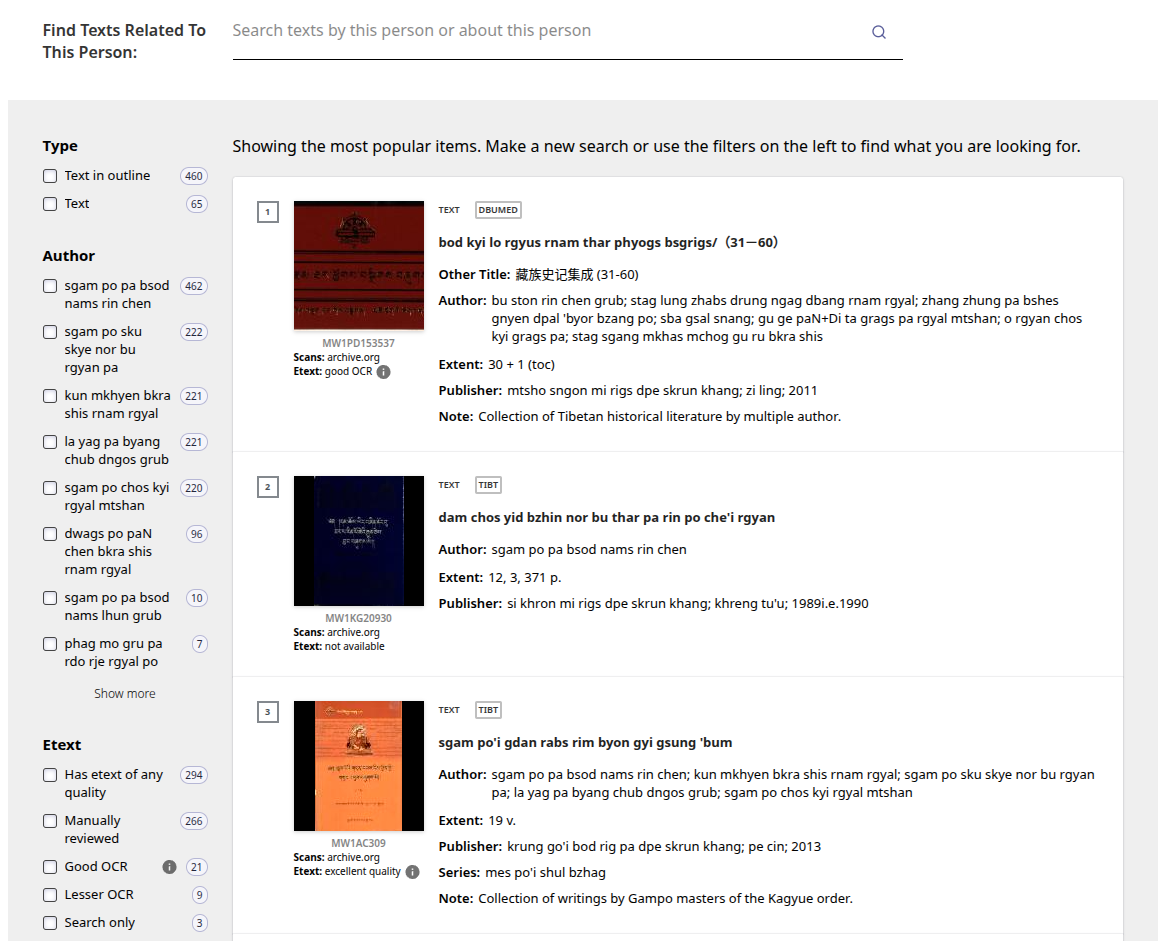 Find Texts Related To
This Person:
Search texts by this person or about this person
Type
Text in outline 460
Text 65
Author
sgam po pa bsod 462
nams rin chen
sgam po sku 222
skye nor bu
rgyan pa
kun mkhyen bkra 221
shis rnam rgyal
la yag pa byang 221
chub dngos grub
sgam po chos kyi 220
rgyal mtshan
dwags po paN 96
chen bkra shis
rnam rgyal
sgam po pa bsod 10
nams lhun grub
phag mo gru pa 7
rdo rje rgyal po
Show more
Etext
Has etext of any 294
quality
Manually 266
reviewed
Good OCR i 21
Lesser OCR 9
Search only 3
Showing the most popular items. Make a new search or use the filters on the left to find what you are looking for.
1
MW1PD153537
Scans: archive.org
Etext: good OCR i
TEXT DBUMED
bod kyi lo rgyus rnam thar phyogs bsgrigs/（31－60）
Other Title: 藏族史记集成 (31-60)
Author: bu ston rin chen grub; stag lung zhabs drung ngag dbang rnam rgyal; zhang zhung pa bshes
gnyen dpal 'byor bzang po; sba gsal snang; gu ge paN+Di ta grags pa rgyal mtshan; o rgyan chos
kyi grags pa; stag sgang mkhas mchog gu ru bkra shis
Extent: 30 + 1 (toc)
Publisher: mtsho sngon mi rigs dpe skrun khang; zi ling; 2011
Note: Collection of Tibetan historical literature by multiple author.
2
MW1KG20930
Scans: archive.org
Etext: not available
TEXT TIBT
dam chos yid bzhin nor bu thar pa rin po che'i rgyan
Author: sgam po pa bsod nams rin chen
Extent: 12, 3, 371 p.
Publisher: si khron mi rigs dpe skrun khang; khreng tu'u; 1989i.e.1990
3
MW1AC309
Scans: archive.org
Etext: excellent quality i
TEXT TIBT
sgam po'i gdan rabs rim byon gyi gsung 'bum
Author: sgam po pa bsod nams rin chen; kun mkhyen bkra shis rnam rgyal; sgam po sku skye nor bu rgyan
pa; la yag pa byang chub dngos grub; sgam po chos kyi rgyal mtshan
Extent: 19 v.
Publisher: krung go'i bod rig pa dpe skrun khang; pe cin; 2013
Series: mes po'i shul bzhag
Note: Collection of writings by Gampo masters of the Kagyue order.